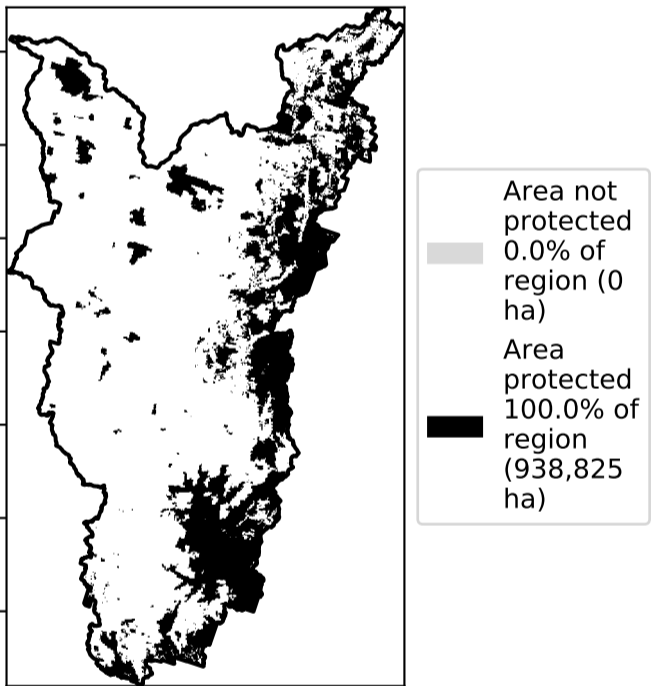 Area not
protected
0.0% of
region (0
ha)
Area
protected
100.0% of
region
(938,825
ha)